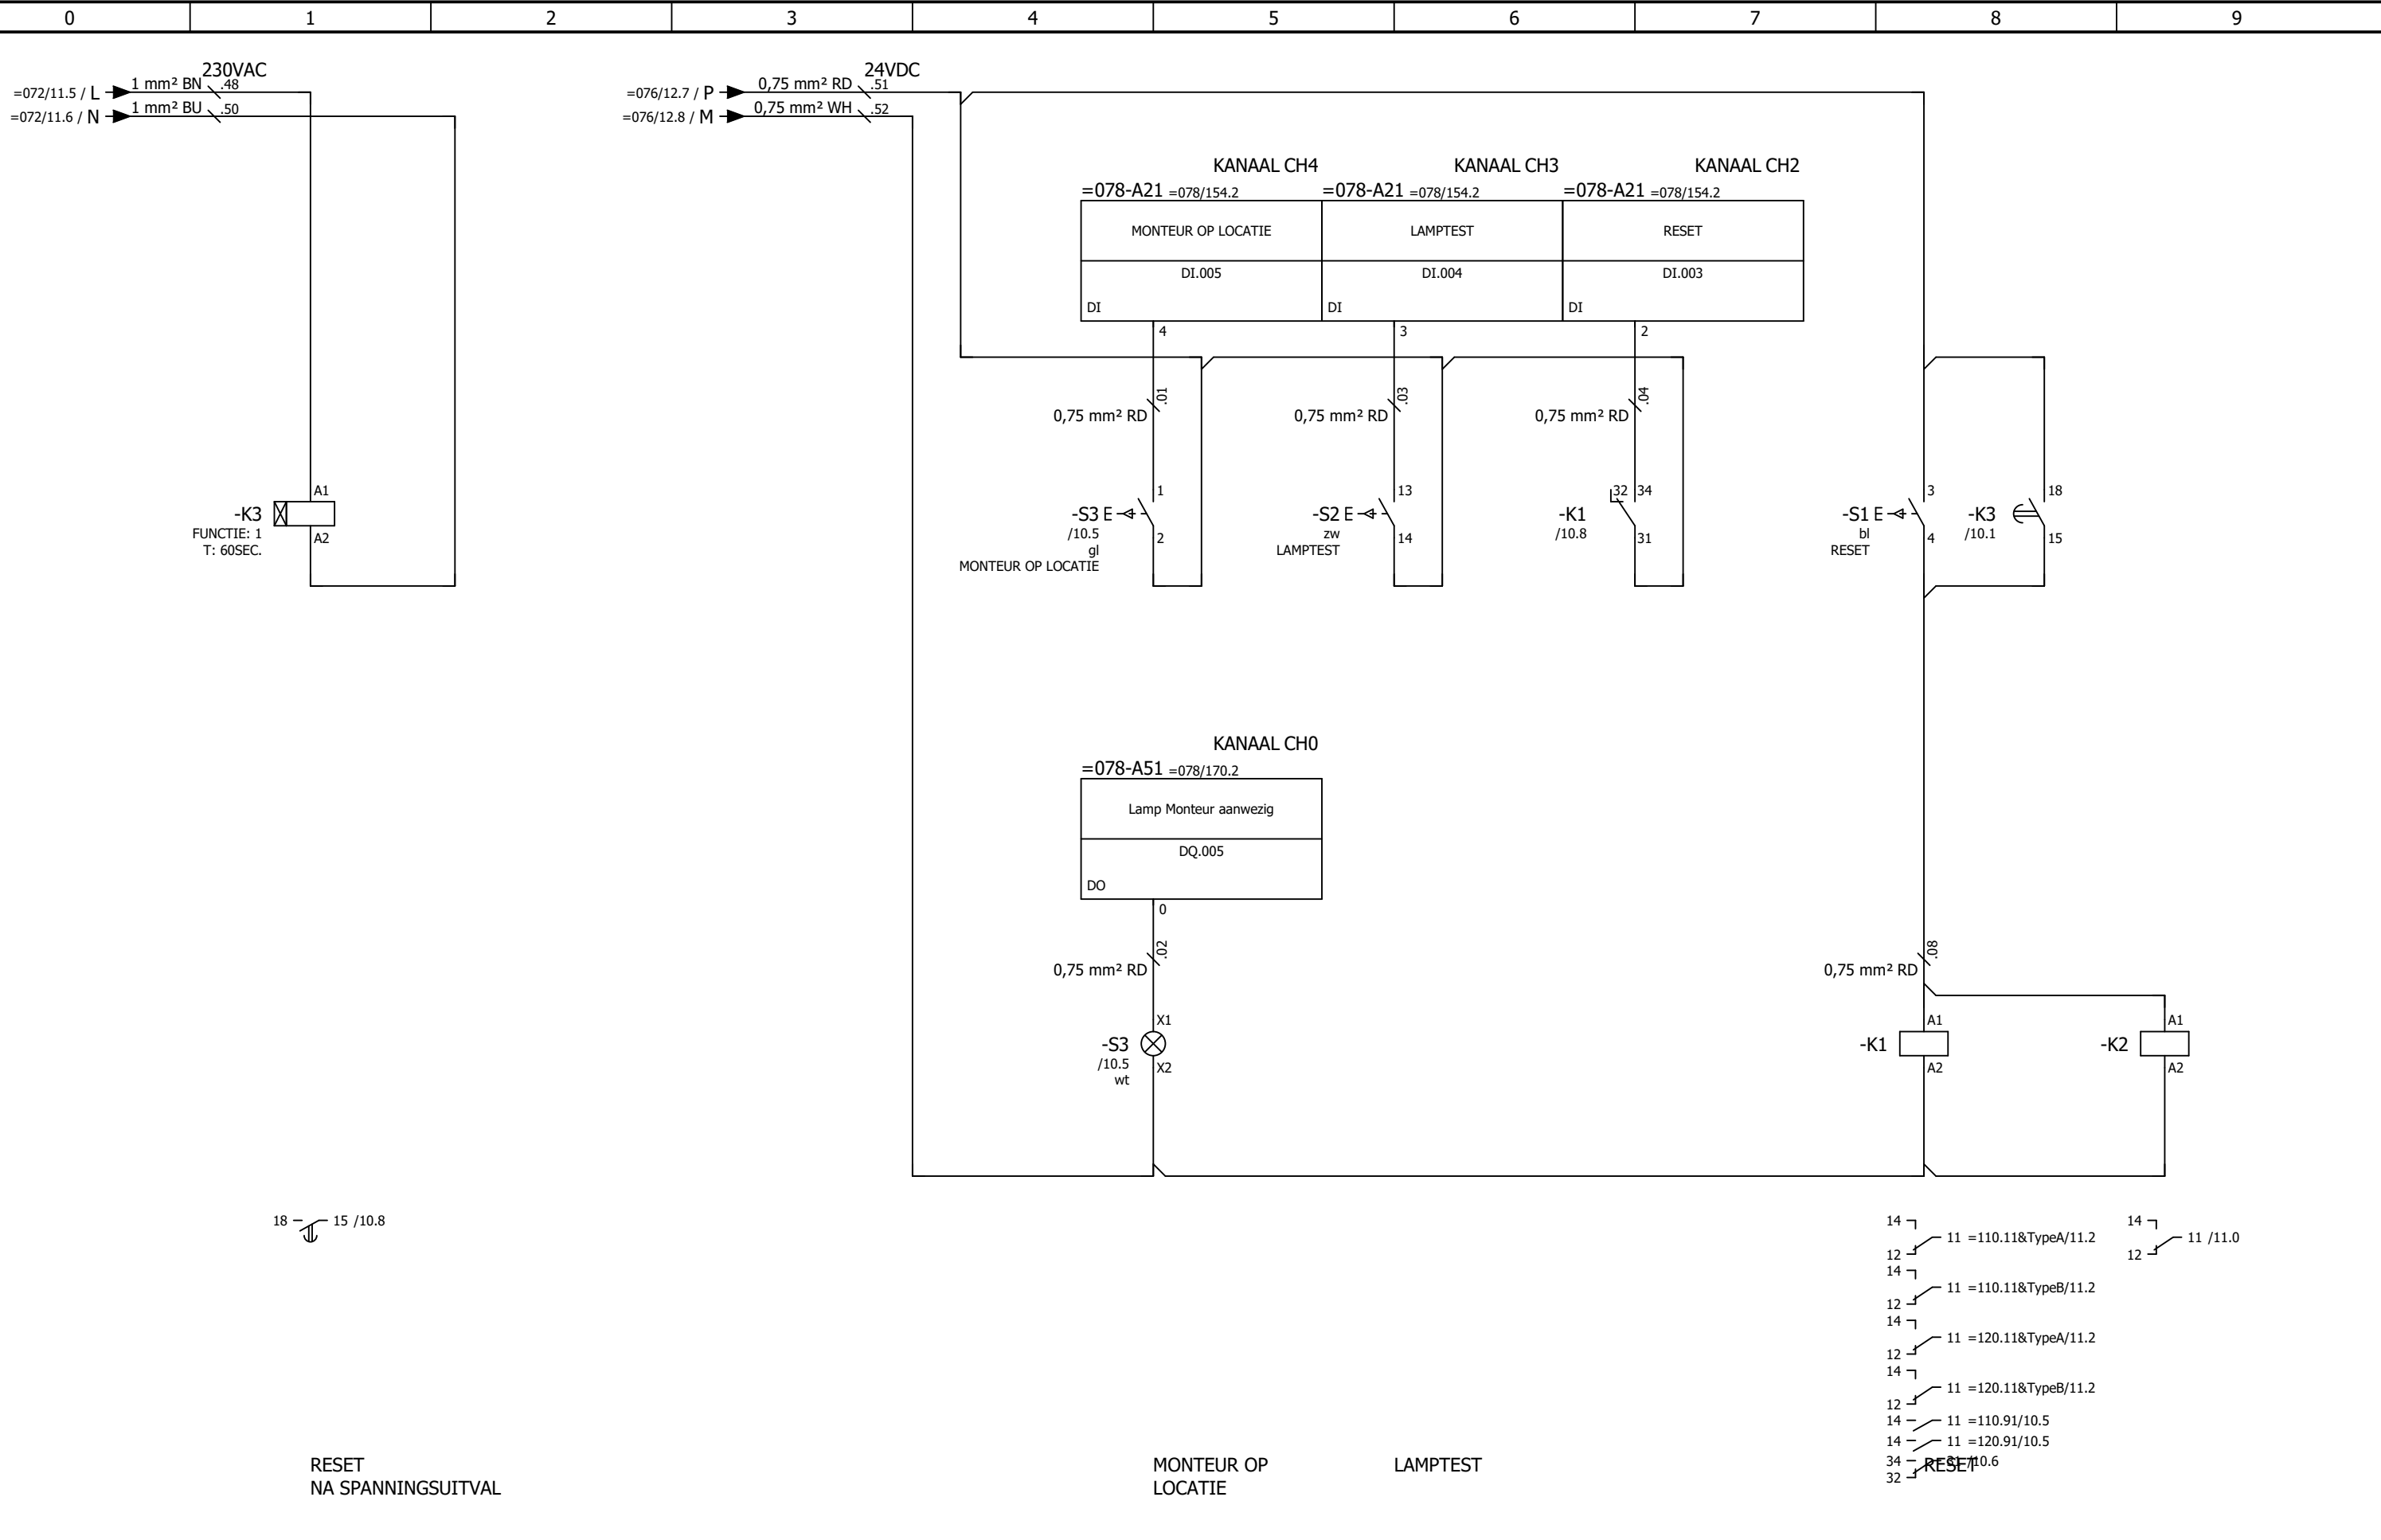 0 1 2 3 4 5 6 7 8 9
230VAC
=072/11.5 / L 1 mm² BN .48
=072/11.6 / N 1 mm² BU .50
24VDC
=076/12.7 / P 0,75 mm² RD .51
=076/12.8 / M 0,75 mm² WH .52
KANAAL CH4 KANAAL CH3 KANAAL CH2
=078-A21 =078/154.2 =078-A21 =078/154.2 =078-A21 =078/154.2
MONTEUR OP LOCATIE LAMPTEST RESET
DI.005 DI.004 DI.003
DI DI DI
4 3 2
.01 .03 .04
0,75 mm² RD 0,75 mm² RD 0,75 mm² RD
A1
-K3
FUNCTIE: 1
T: 60SEC.
A2
1
-S3 E
/10.5
gl
MONTEUR OP LOCATIE
2
13
-S2 E
zw
LAMPTEST
14
32 34
-K1
/10.8
31
3
-S1 E
bl
RESET
4
18
-K3
/10.1
15
KANAAL CH0
=078-A51 =078/170.2
Lamp Monteur aanwezig
DQ.005
DO
0
.02
0,75 mm² RD
X1
-S3
/10.5
wt
X2
.08
0,75 mm² RD
A1
-K1
A2
A1
-K2
A2
18 15 /10.8
14
11 =110.11&TypeA/11.2
12
14
11 =110.11&TypeB/11.2
12
14
11 =120.11&TypeA/11.2
12
14
11 =120.11&TypeB/11.2
12
14 11 =110.91/10.5
14 11 =120.91/10.5
34 31 /10.6
32
14
11 /11.0
12
RESET
NA SPANNINGSUITVAL
MONTEUR OP
LOCATIE
LAMPTEST
RESET